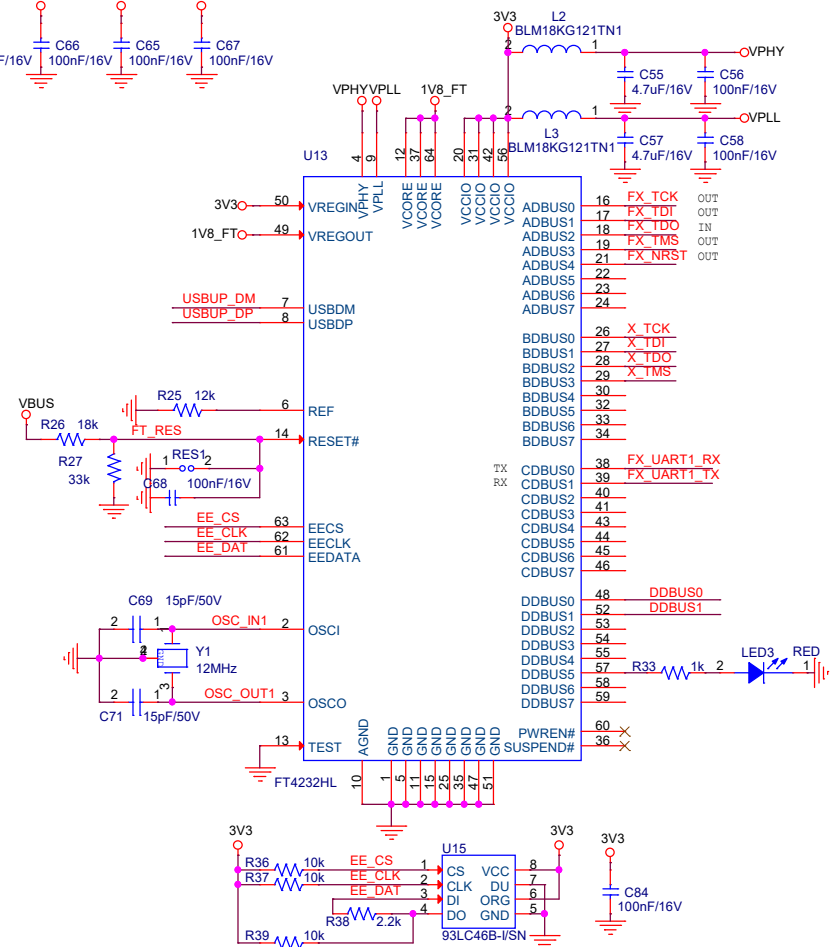 3V3 L2
BLM18KG121TN1
C66 C65 C67
nF/16V 100nF/16V 100nF/16V
2 1 VPHY
C55 C56
4.7uF/16V 100nF/16V
VPHY VPLL 1V8_FT
2 1 VPLL
L3
BLM18KG121TN1
C57 C58
4.7uF/16V 100nF/16V
U13
4 9 12 37 64 20 31 42 56
VPHY VPLL VCORE VCORE VCORE VCCIO VCCIO VCCIO VCCIO
3V3 50 VREGIN
1V8_FT 49 VREGOUT
ADBUS0 16 FX_TCK OUT
ADBUS1 17 FX_TDI OUT
ADBUS2 18 FX_TDO IN
ADBUS3 19 FX_TMS OUT
ADBUS4 21 FX_NRST OUT
ADBUS5 22
ADBUS6 23
ADBUS7 24
USBUP_DM 7 USBDM
USBUP_DP 8 USBDP
BDBUS0 26 X_TCK
BDBUS1 27 X_TDI
BDBUS2 28 X_TDO
BDBUS3 29 X_TMS
BDBUS4 30
BDBUS5 32
BDBUS6 33
BDBUS7 34
R25 12k 6 REF
VBUS
R26 18k FT_RES 14 RESET#
R27
33k
1 RES1 2
C68 100nF/16V
TX CDBUS0 38 FX_UART1_RX
RX CDBUS1 39 FX_UART1_TX
CDBUS2 40
CDBUS3 41
CDBUS4 43
CDBUS5 44
CDBUS6 45
CDBUS7 46
EE_CS 63 EECS
EE_CLK 62 EECLK
EE_DAT 61 EEDATA
DDBUS0 48 DDBUS0
DDBUS1 52 DDBUS1
DDBUS2 53
DDBUS3 54
DDBUS4 55
DDBUS5 57 R33 1k 2 LED3 1 RED
DDBUS6 58
DDBUS7 59
C69 15pF/50V
2 1 OSC_IN1 2 OSCI
Y1
12MHz
3
2 1 OSC_OUT1 3 OSCO
C71 15pF/50V
PWREN# 60
SUSPEND# 36
13 TEST
AGND GND GND GND GND GND GND GND GND
FT4232HL
10 1 5 11 15 25 35 47 51
3V3 U15 3V3 3V3
R36 10k EE_CS 1 CS VCC 8
R37 10k EE_CLK 2 CLK DU 7
EE_DAT 3 DI ORG 6
R38 2.2k 4 DO GND 5
R39 10k 93LC46B-I/SN
C84
100nF/16V